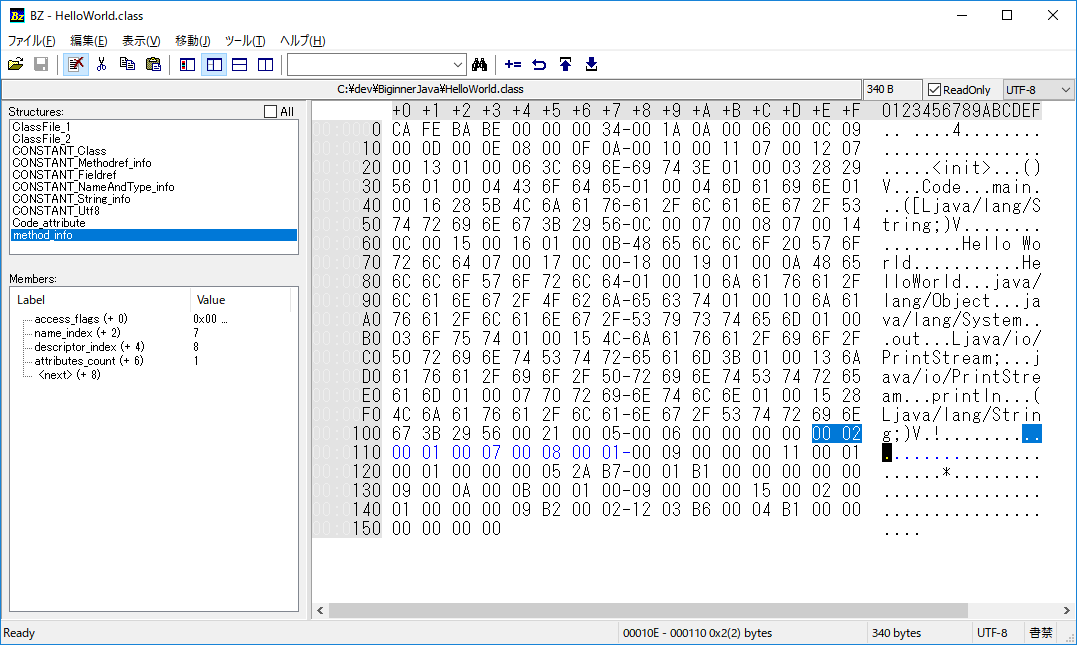 BZ - HelloWorld.class
ファイル(F) 編集(E) 表示(V) 移動(J) ツール(T) ヘルプ(H)
C:¥dev¥BiginnerJava¥HelloWorld.class 340 B ReadOnly UTF-8
Structures: All
ClassFile_1
ClassFile_2
CONSTANT_Class
CONSTANT_Methodref_info
CONSTANT_Fieldref
CONSTANT_NameAndType_info
CONSTANT_String_info
CONSTANT_Utf8
Code_attribute
method_info
Members:
Label Value
access_flags (+ 0) 0x00 ...
name_index (+ 2) 7
descriptor_index (+ 4) 8
attributes_count (+ 6) 1
<next> (+ 8)
+0 +1 +2 +3 +4 +5 +6 +7 +8 +9 +A +B +C +D +E +F 0123456789ABCDEF
0 CA FE BA BE 00 00 00 34-00 1A 0A 00 06 00 0C 09 .. ....4........
10 00 0D 00 0E 08 00 0F 0A-00 10 00 11 07 00 12 07 ................
20 00 13 01 00 06 3C 69 6E-69 74 3E 01 00 03 28 29 .....<init>...()
30 56 01 00 04 43 6F 64 65-01 00 04 6D 61 69 6E 01 V...Code...main.
40 00 16 28 5B 4C 6A 61 76-61 2F 6C 61 6E 67 2F 53 ..([Ljava/lang/S
50 74 72 69 6E 67 3B 29 56-0C 00 07 00 08 07 00 14 tring;)V........
60 0C 00 15 00 16 01 00 0B-48 65 6C 6C 6F 20 57 6F ........Hello Wo
70 72 6C 64 07 00 17 0C 00-18 00 19 01 00 0A 48 65 rld...........He
80 6C 6C 6F 57 6F 72 6C 64-01 00 10 6A 61 76 61 2F lloWorld...java/
90 6C 61 6E 67 2F 4F 62 6A-65 63 74 01 00 10 6A 61 lang/Object...ja
A0 76 61 2F 6C 61 6E 67 2F-53 79 73 74 65 6D 01 00 va/lang/System..
B0 03 6F 75 74 01 00 15 4C-6A 61 76 61 2F 69 6F 2F .out...Ljava/io/
C0 50 72 69 6E 74 53 74 72-65 61 6D 3B 01 00 13 6A PrintStream;...j
D0 61 76 61 2F 69 6F 2F 50-72 69 6E 74 53 74 72 65 ava/io/PrintStre
E0 61 6D 01 00 07 70 72 69-6E 74 6C 6E 01 00 15 28 am...println...(
F0 4C 6A 61 76 61 2F 6C 61-6E 67 2F 53 74 72 69 6E Ljava/lang/Strin
100 67 3B 29 56 00 21 00 05-00 06 00 00 00 00 00 02 g;)V.!..........
110 00 01 00 07 00 08 00 01-00 09 00 00 00 11 00 01 ................
120 00 01 00 00 00 05 2A B7-00 01 B1 00 00 00 00 00 ......*.........
130 09 00 0A 00 0B 00 01 00-09 00 00 00 15 00 02 00 ................
140 01 00 00 00 09 B2 00 02-12 03 B6 00 04 B1 00 00 ................
150 00 00 00 00 ....
Ready 00010E - 000110 0x2(2) bytes 340 bytes UTF-8 書禁